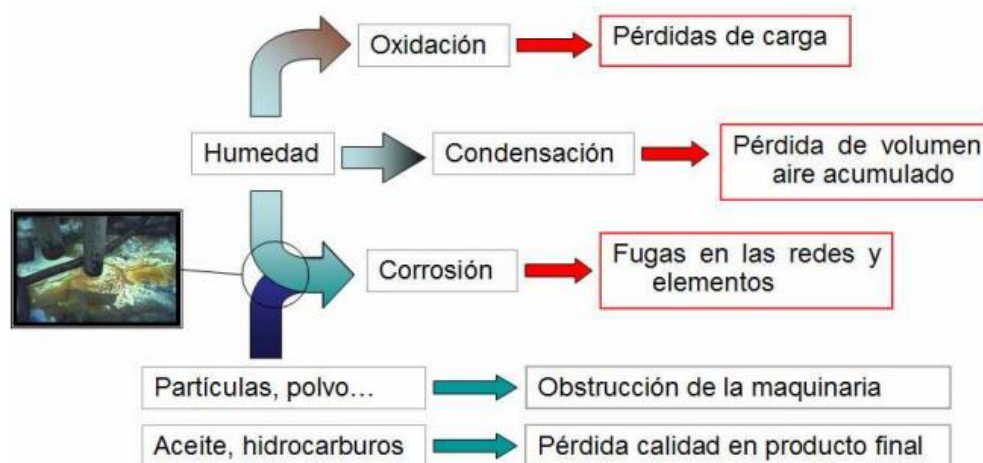 Oxidación
Pérdidas de carga
Humedad
Condensación
Pérdida de volumen
aire acumulado
Corrosión
Fugas en las redes y
elementos
Partículas, polvo...
Obstrucción de la maquinaria
Aceite, hidrocarburos
Pérdida calidad en producto final